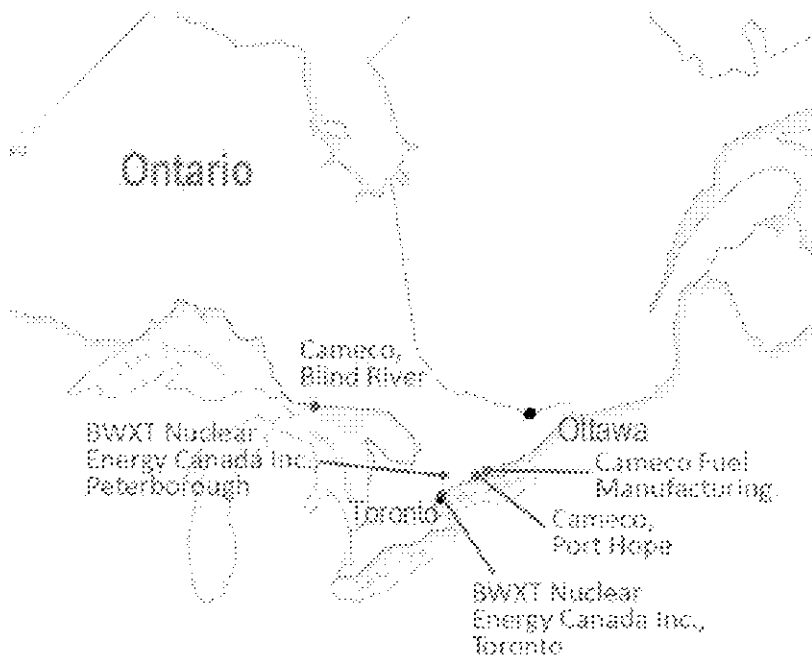 Ontario
Cameco,
Blind River
Ottawa
BWXT Nuclear
Energy Canada Inc.,
Peterborough
Cameco Fuel
Manufacturing
Toronto
Cameco,
Port Hope
BWXT Nuclear
Energy Canada Inc.,
Toronto